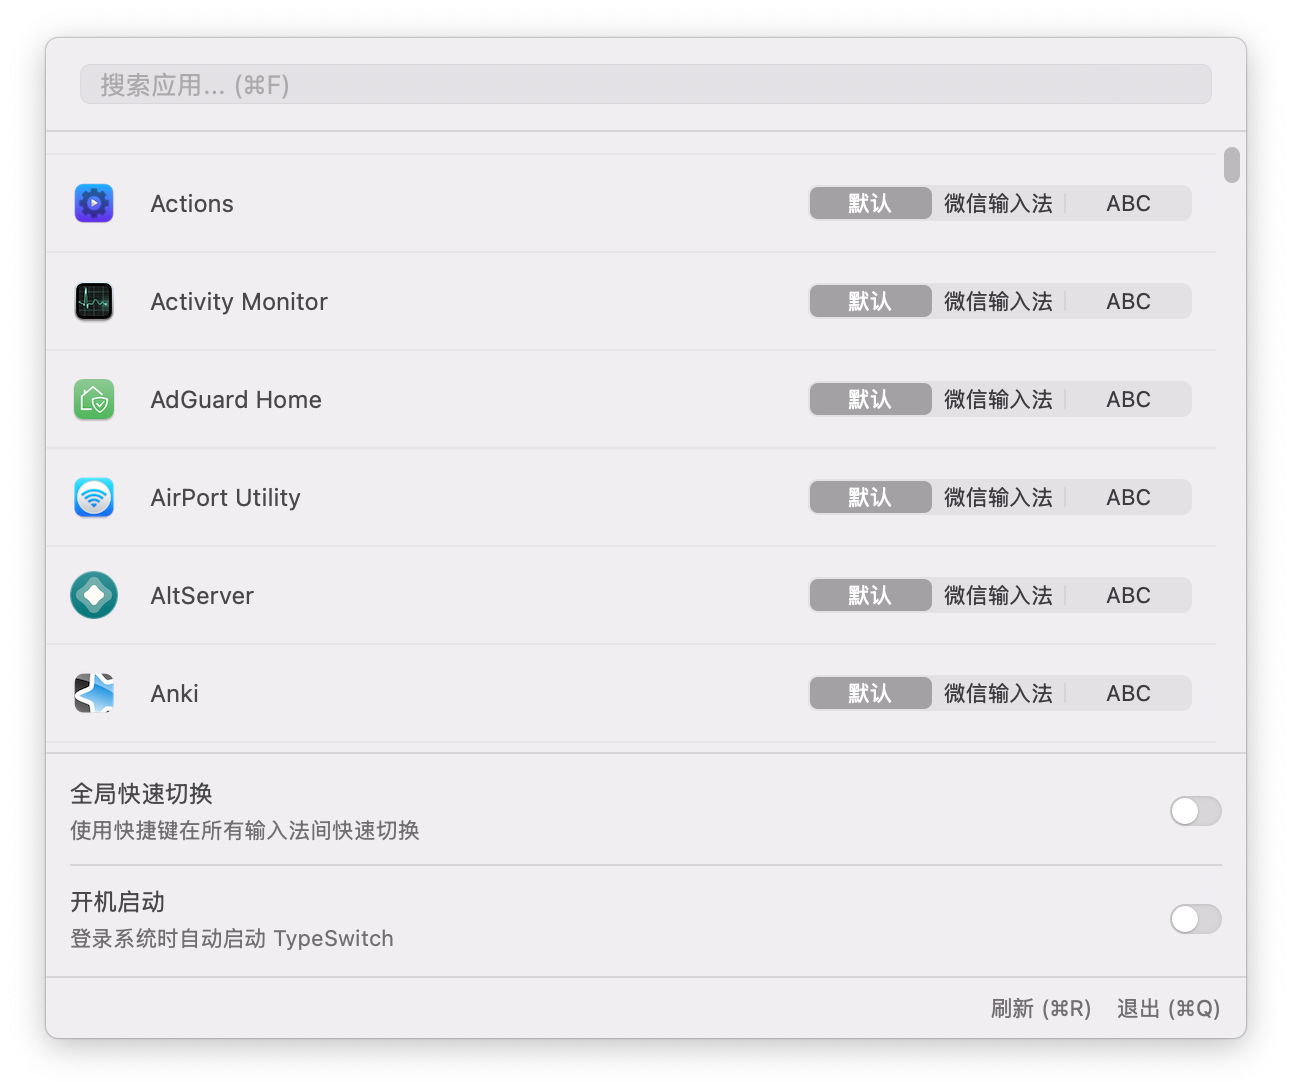 搜索应用... (⌘F)
Actions 默认 微信输入法 ABC
Activity Monitor 默认 微信输入法 ABC
AdGuard Home 默认 微信输入法 ABC
AirPort Utility 默认 微信输入法 ABC
AltServer 默认 微信输入法 ABC
Anki 默认 微信输入法 ABC
全局快速切换
使用快捷键在所有输入法间快速切换
开机启动
登录系统时自动启动 TypeSwitch
刷新 (⌘R) 退出 (⌘Q)